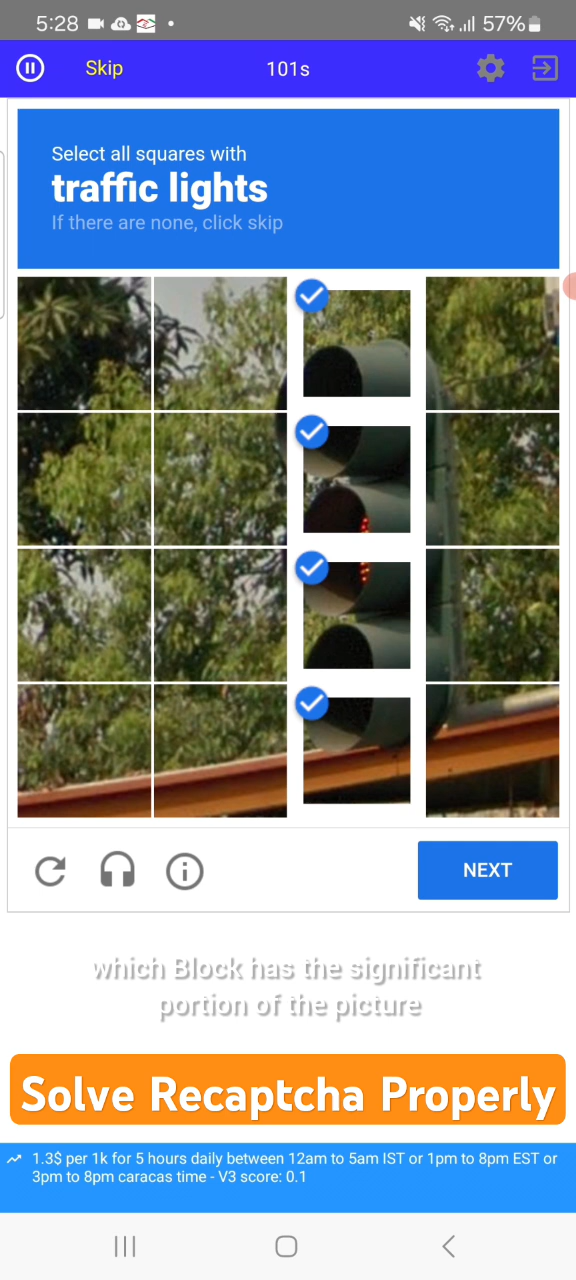 5:28
57%
Skip
101s
Select all squares with
traffic lights
If there are none, click skip
NEXT
which Block has the significant
portion of the picture
Solve Recaptcha Properly
1.3$ per 1k for 5 hours daily between 12am to 5am IST or 1pm to 8pm EST or
3pm to 8pm caracas time - V3 score: 0.1